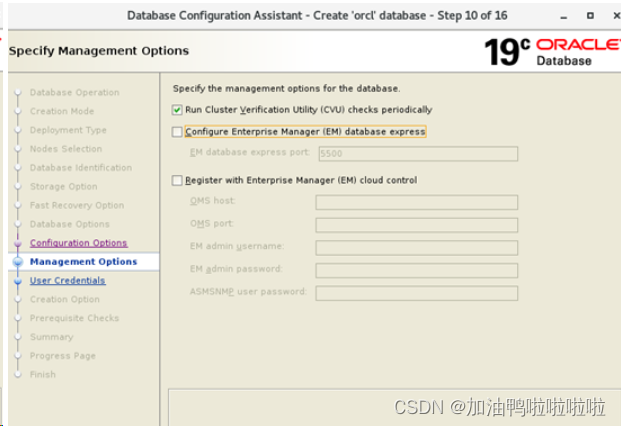 Database Configuration Assistant - Create 'orcl' database - Step 10 of 16
Specify Management Options
19c ORACLE
Database
Database Operation
Creation Mode
Deployment Type
Nodes Selection
Database Identification
Storage Option
Fast Recovery Option
Database Options
Configuration Options
Management Options
User Credentials
Creation Option
Prerequisite Checks
Summary
Progress Page
Finish
Specify the management options for the database.
Run Cluster Verification Utility (CVU) checks periodically
Configure Enterprise Manager (EM) database express
EM database express port: 5500
Register with Enterprise Manager (EM) cloud control
OMS host:
OMS port:
EM admin username:
EM admin password:
ASMSNMP user password:
CSDN @加油鸭啦啦啦啦